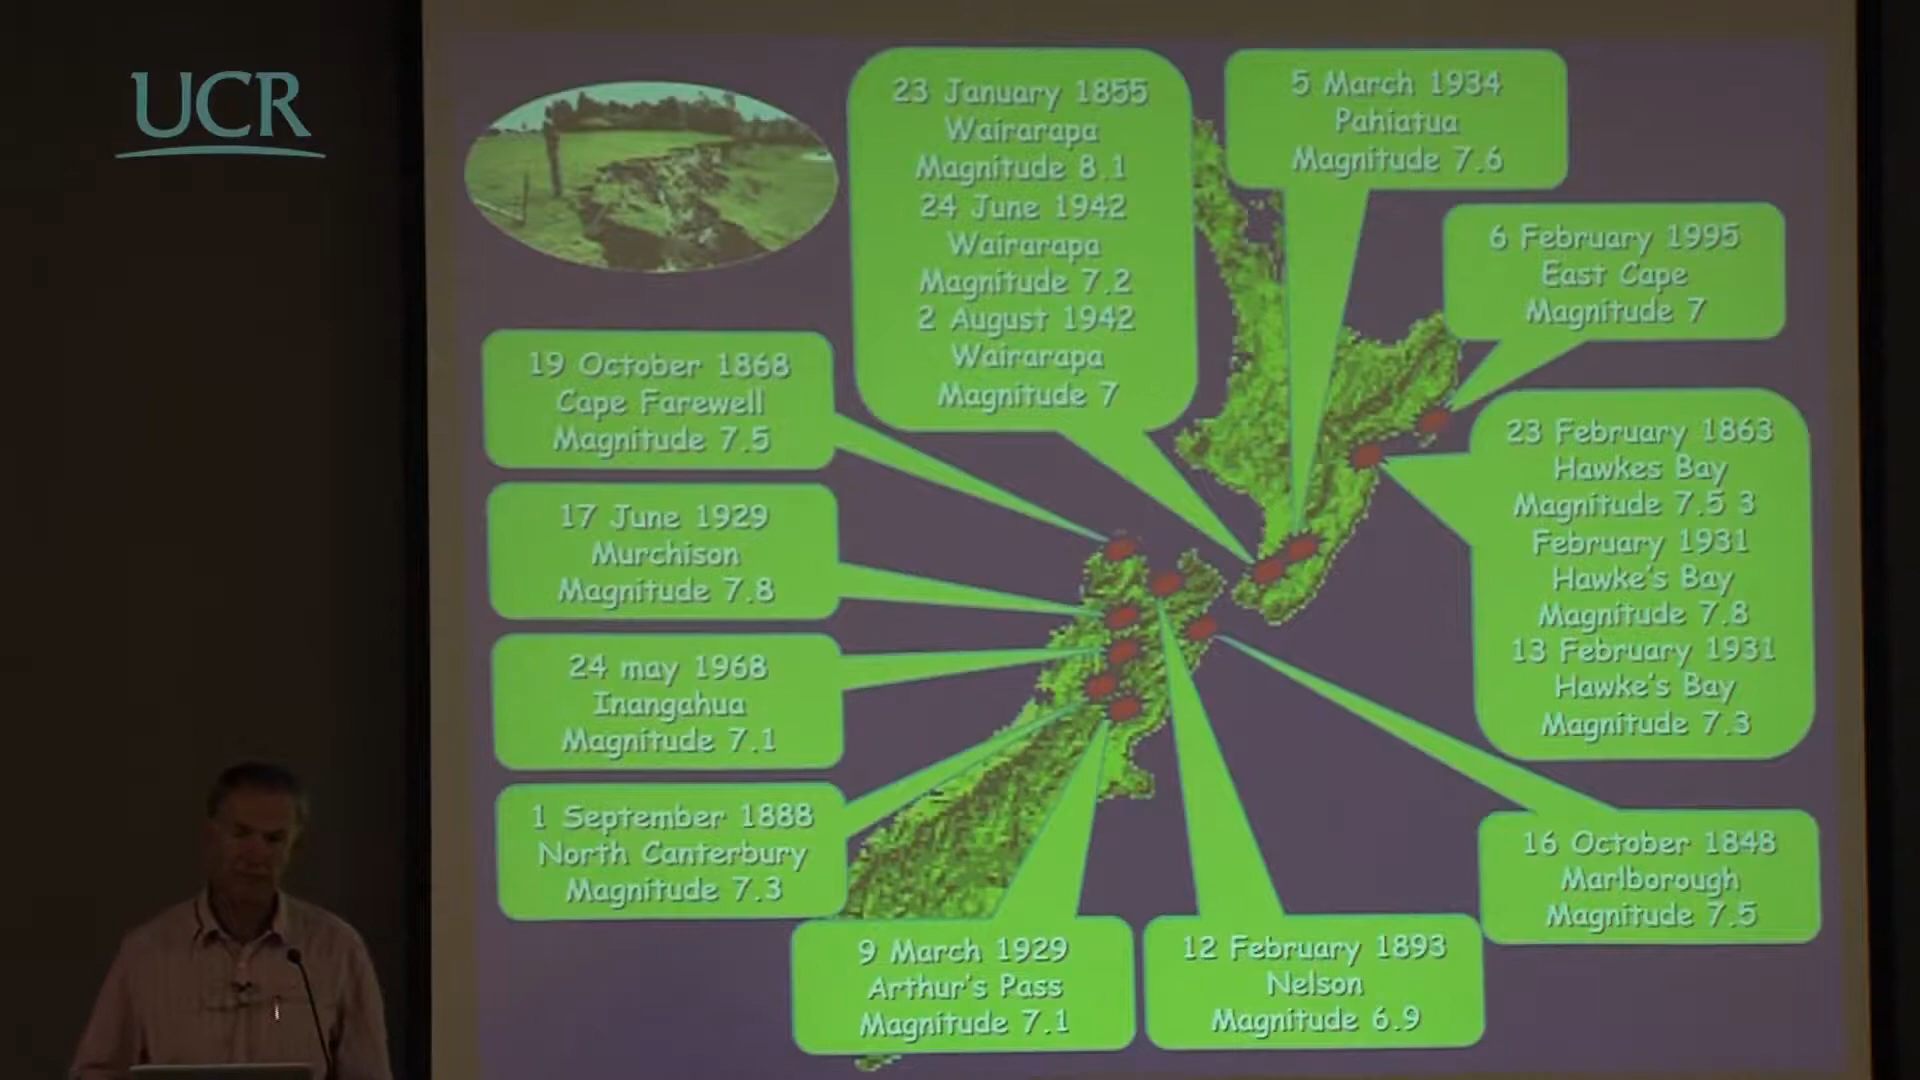 UCR
23 January 1855
Wairarapa
Magnitude 8.1
24 June 1942
Wairarapa
Magnitude 7.2
2 August 1942
Wairarapa
Magnitude 7
5 March 1934
Pahiatua
Magnitude 7.6
6 February 1995
East Cape
Magnitude 7
19 October 1868
Cape Farewell
Magnitude 7.5
23 February 1863
Hawkes Bay
Magnitude 7.5 3
February 1931
Hawke's Bay
Magnitude 7.8
13 February 1931
Hawke's Bay
Magnitude 7.3
17 June 1929
Murchison
Magnitude 7.8
24 may 1968
Inangahua
Magnitude 7.1
1 September 1888
North Canterbury
Magnitude 7.3
16 October 1848
Marlborough
Magnitude 7.5
9 March 1929
Arthur's Pass
Magnitude 7.1
12 February 1893
Nelson
Magnitude 6.9